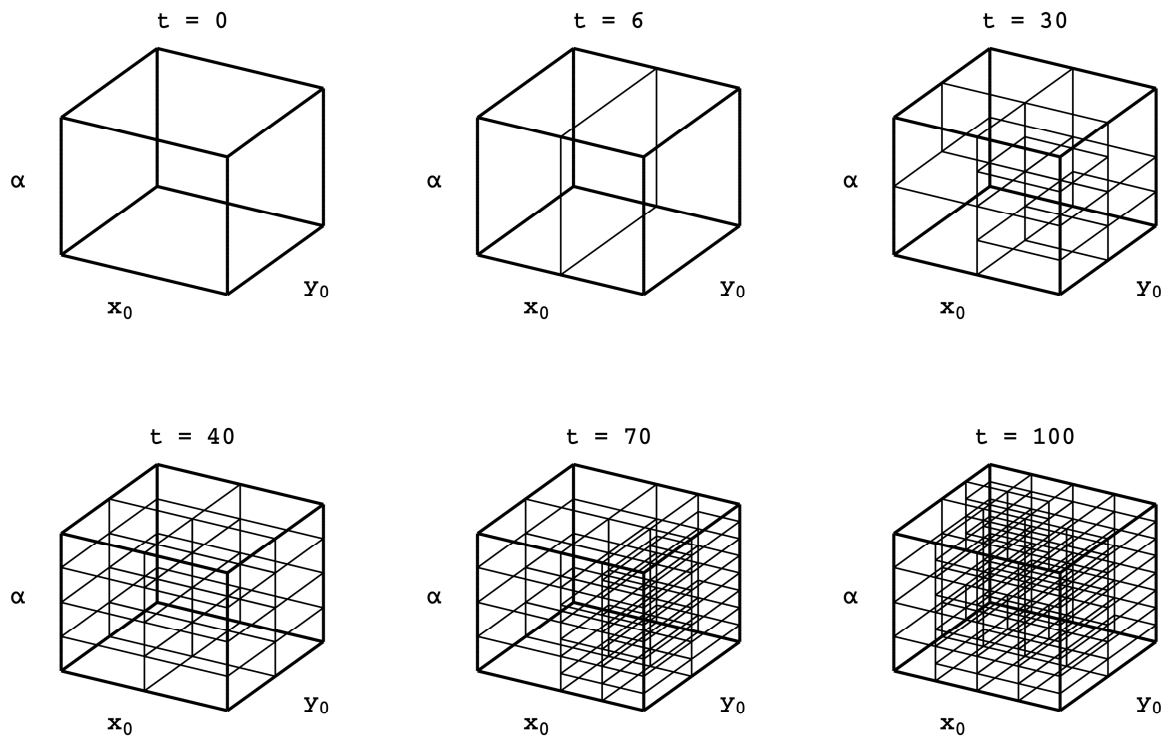 t = 0
t = 6
t = 30
α
α
α
x₀
y₀
x₀
y₀
x₀
y₀
t = 40
t = 70
t = 100
α
α
α
x₀
y₀
x₀
y₀
x₀
y₀